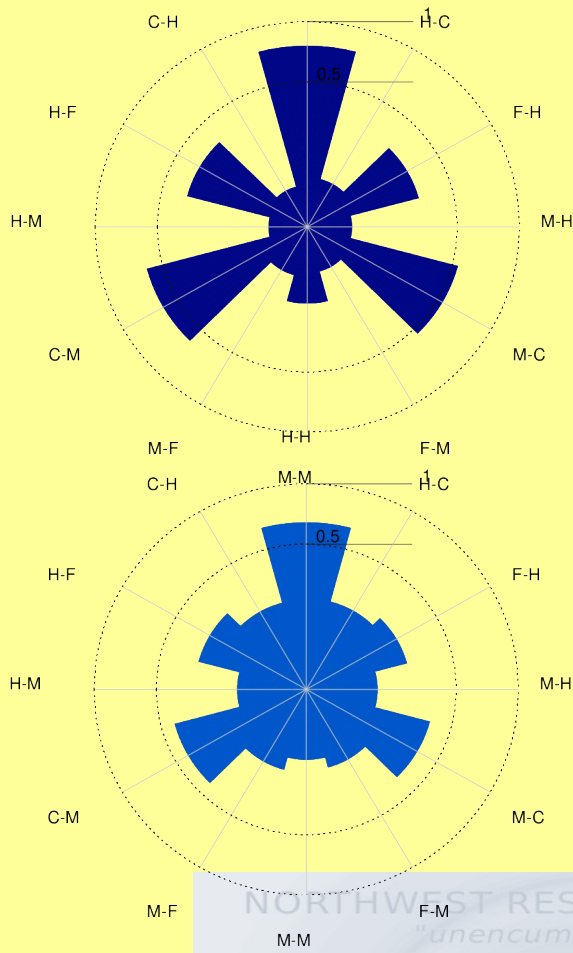 1
C-H H-C
0.5
H-F F-H
H-M M-H
C-M M-C
H-H
M-F F-M
M-M
1
C-H H-C
0.5
H-F F-H
H-M M-H
C-M M-C
NORTHWEST RES
M-F F-M
"unencum
M-M